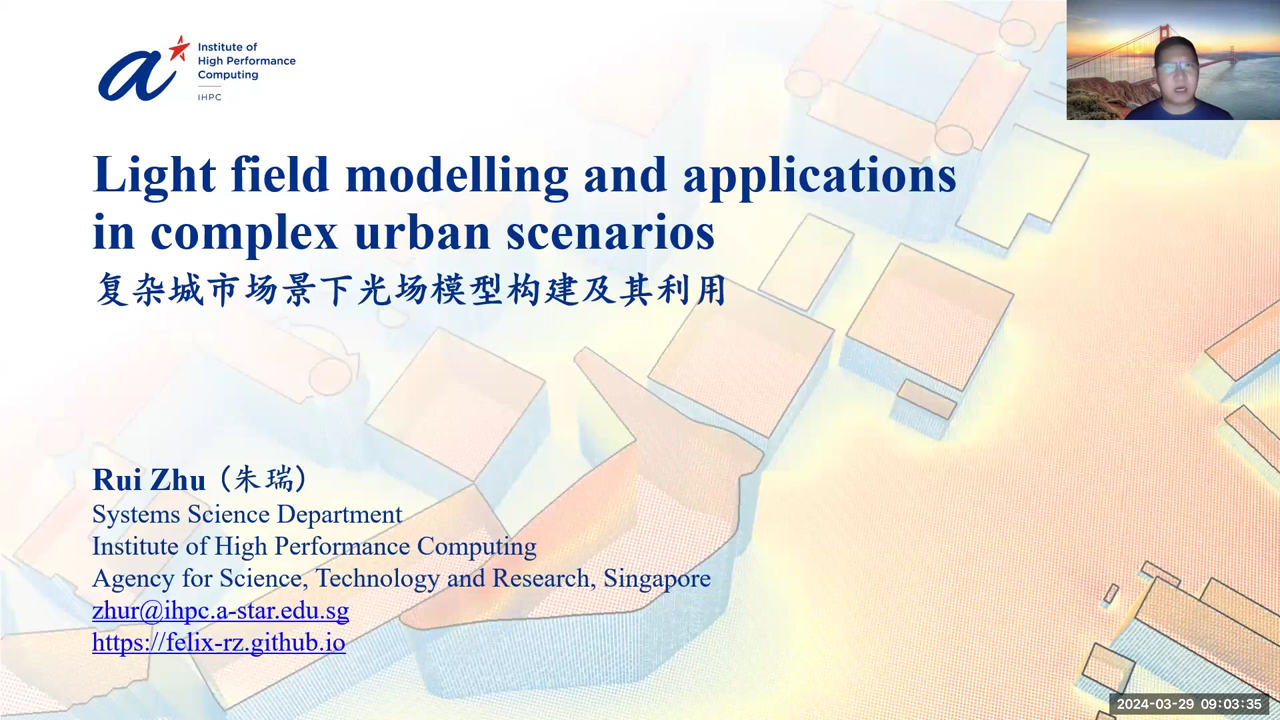 Institute of
High Performance
Computing
IHPC
Light field modelling and applications
in complex urban scenarios
复杂城市场景下光场模型构建及其利用
Rui Zhu (朱瑞)
Systems Science Department
Institute of High Performance Computing
Agency for Science, Technology and Research, Singapore
zhur@ihpc.a-star.edu.sg
https://felix-rz.github.io
2024-03-29 09:03:35